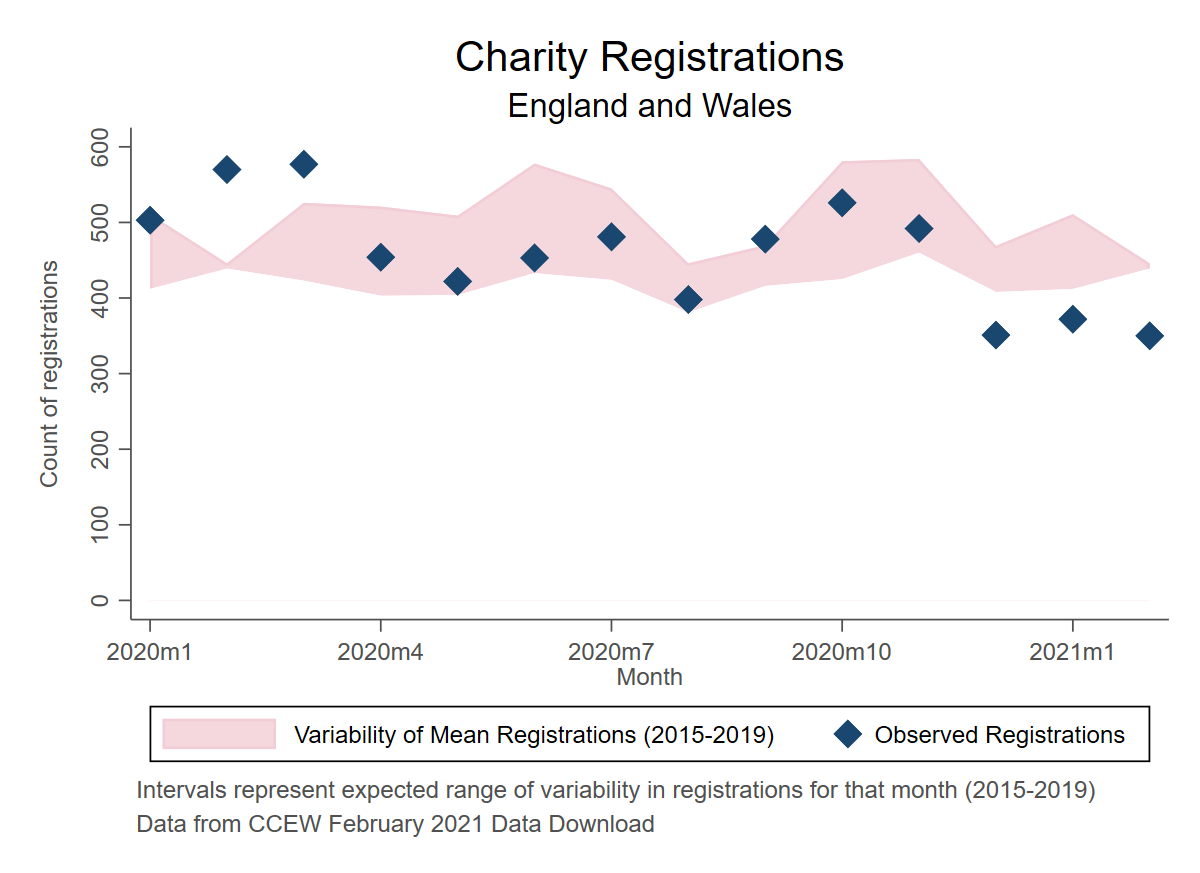 Charity Registrations
England and Wales
600
500
400
300
200
100
0
Count of registrations
2020m1 2020m4 2020m7 2020m10 2021m1
Month
Variability of Mean Registrations (2015-2019) Observed Registrations
Intervals represent expected range of variability in registrations for that month (2015-2019)
Data from CCEW February 2021 Data Download